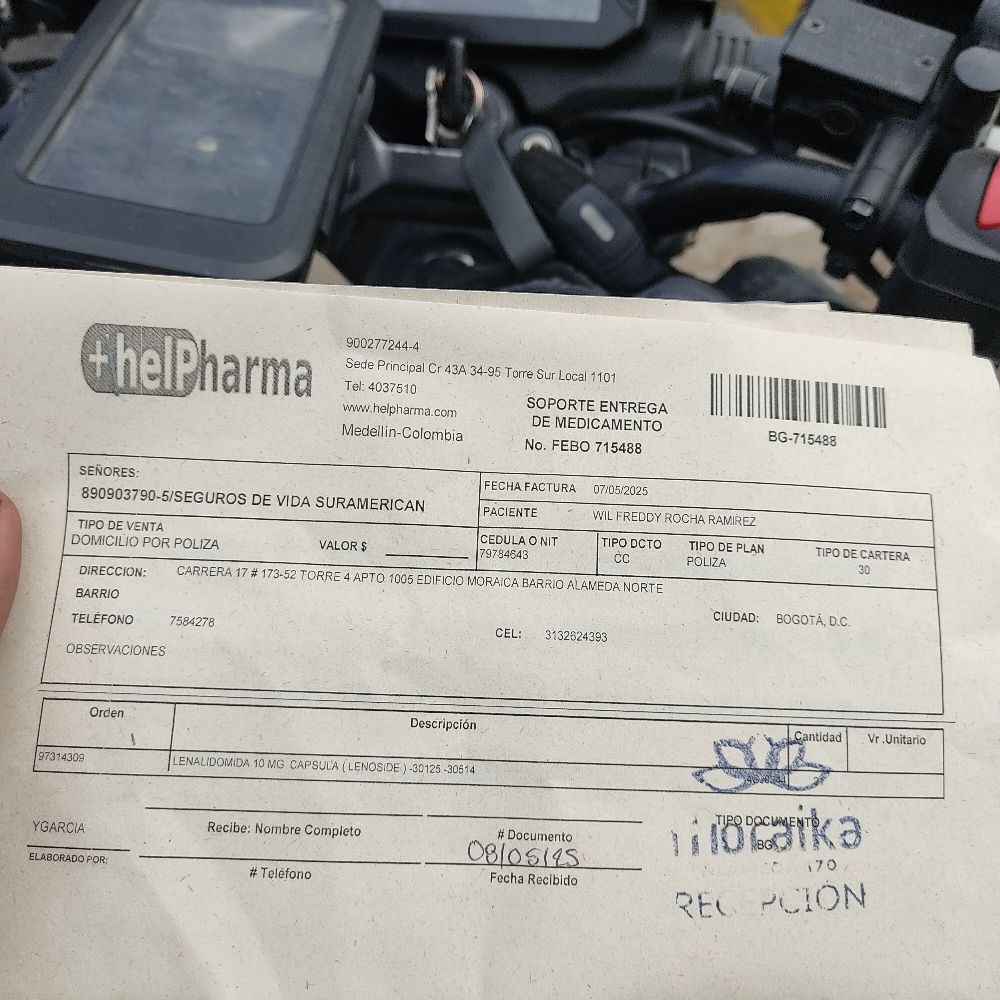 +helPharma
900277244-4
Sede Principal Cr 43A 34-95 Torre Sur Local 1101
Tel: 4037510
www.helpharma.com
Medellín-Colombia
SOPORTE ENTREGA
DE MEDICAMENTO
No. FEBO 715488
BG-715488
SEÑORES:
890903790-5/SEGUROS DE VIDA SURAMERICAN
FECHA FACTURA 07/05/2025
PACIENTE WIL FREDDY ROCHA RAMIREZ
TIPO DE VENTA
DOMICILIO POR POLIZA
VALOR $
CEDULA O NIT
79784643
TIPO DCTO
CC
TIPO DE PLAN
POLIZA
TIPO DE CARTERA
30
DIRECCION: CARRERA 17 # 173-52 TORRE 4 APTO 1005 EDIFICIO MORAICA BARRIO ALAMEDA NORTE
BARRIO
TELÉFONO 7584278
CEL: 3132624393
CIUDAD: BOGOTÁ, D.C.
OBSERVACIONES
Orden
Descripción
Cantidad
Vr .Unitario
97314309
LENALIDOMIDA 10 MG CAPSULA ( LENOSIDE ) -30125 -30514
YGARCIA
ELABORADO POR:
Recibe: Nombre Completo
# Teléfono
# Documento
08/05/25
Fecha Recibido
TIPO DOCUMENTO
BG
moraika
RECEPCIÓN